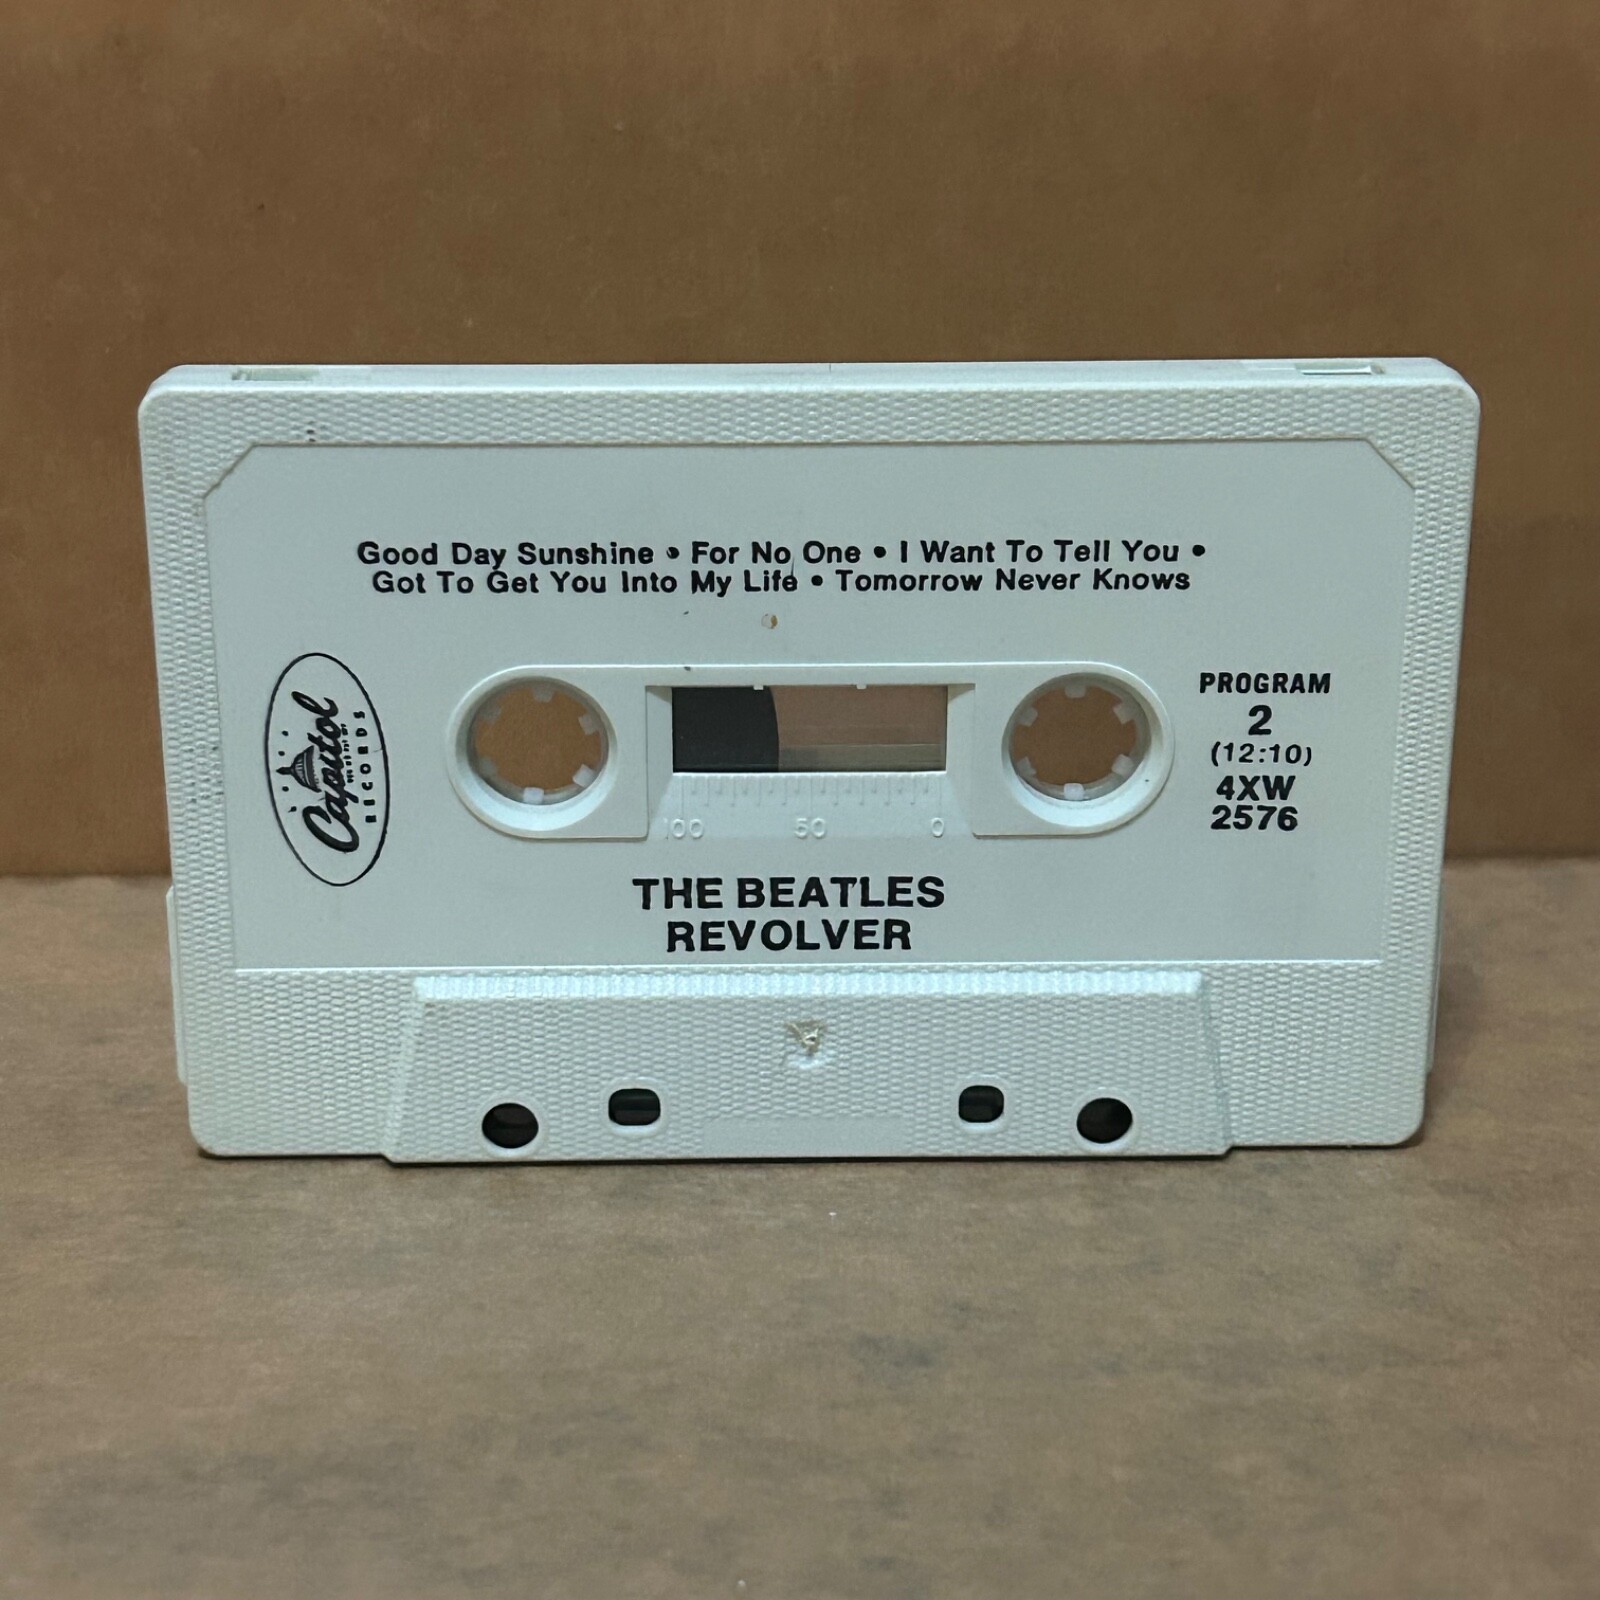 Good Day Sunshine • For No One • I Want To Tell You •
Got To Get You Into My Life • Tomorrow Never Knows
Capitol
RECORDS
PROGRAM
2
(12:10)
4XW
2576
100 50 0
THE BEATLES
REVOLVER